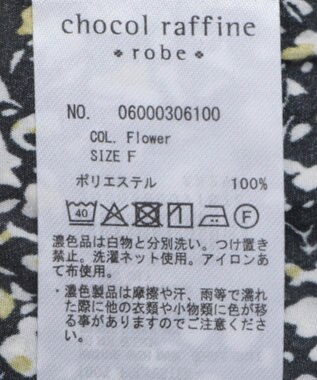 chocol raffine
robe
NO. 06000306100
COL. Flower
SIZE F
ポリエステル 100%
40 F
濃色品は白物と分別洗い。つけ置き
禁止。洗濯ネット使用。アイロンあ
て布使用。
・濃色製品は摩擦や汗、雨等で濡れ
た際に他の衣類や小物類に色が移
る事がありますのでご注意くださ
い。